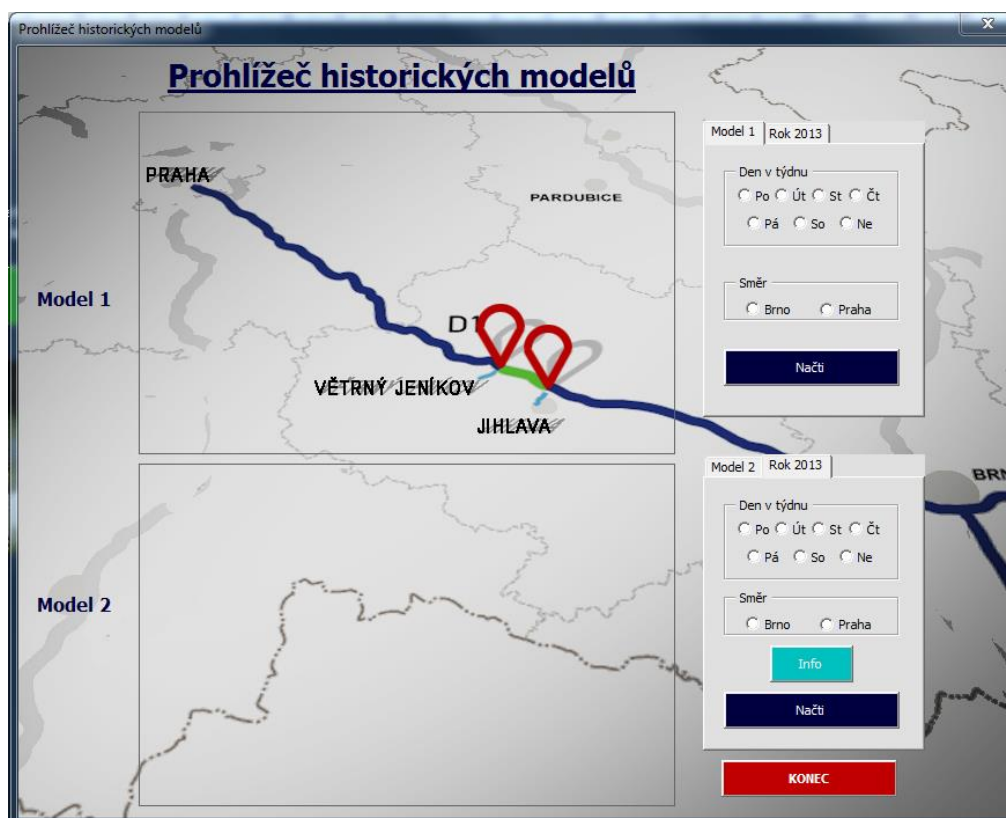 Prohlížeč historických modelů
Prohlížeč historických modelů
PRAHA
PARDUBICE
D1
VĚTRNÝ JENÍKOV
JIHLAVA
Model 1
Model 1 Rok 2013
Den v týdnu
Po Út St Čt
Pá So Ne
Směr
Brno Praha
Načti
BRN
Model 2
Model 2 Rok 2013
Den v týdnu
Po Út St Čt
Pá So Ne
Směr
Brno Praha
Info
Načti
KONEC